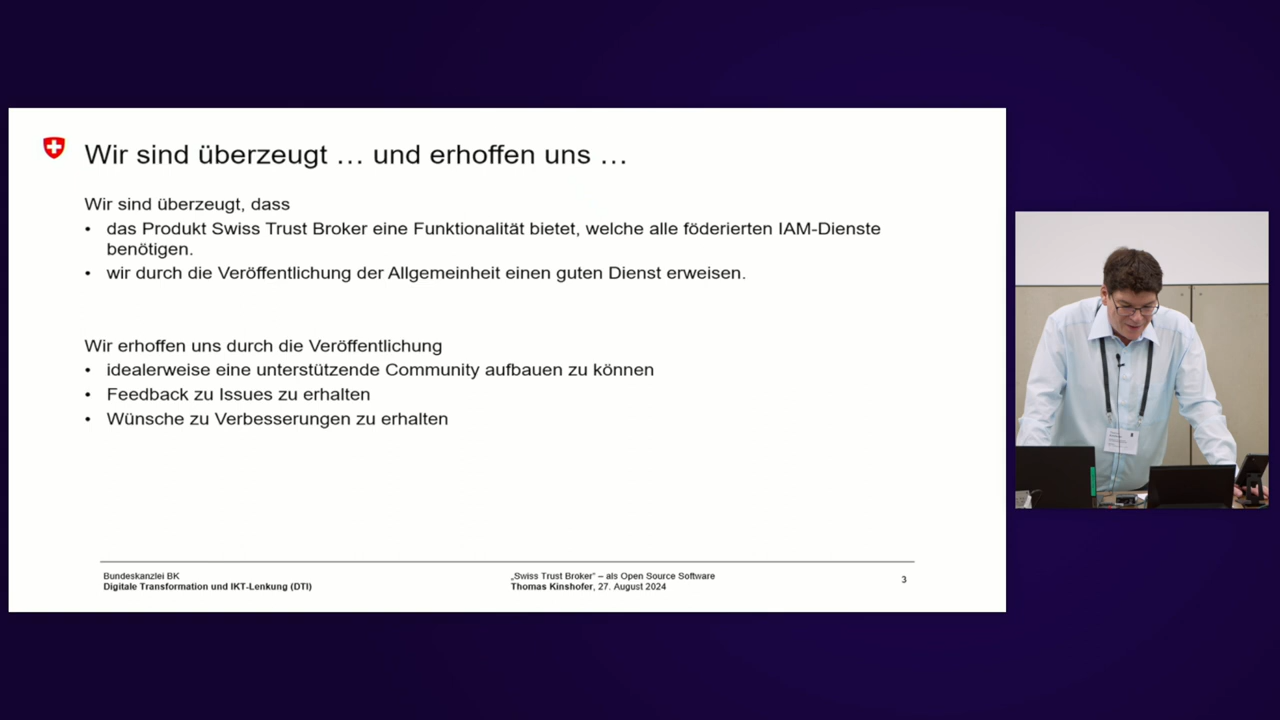 Wir sind überzeugt … und erhoffen uns …
Wir sind überzeugt, dass
• das Produkt Swiss Trust Broker eine Funktionalität bietet, welche alle föderierten IAM-Dienste
benötigen.
• wir durch die Veröffentlichung der Allgemeinheit einen guten Dienst erweisen.
Wir erhoffen uns durch die Veröffentlichung
• idealerweise eine unterstützende Community aufbauen zu können
• Feedback zu Issues zu erhalten
• Wünsche zu Verbesserungen zu erhalten
Bundeskanzlei BK
Digitale Transformation und IKT-Lenkung (DTI)
„Swiss Trust Broker" – als Open Source Software
Thomas Kinshofer, 27. August 2024
3